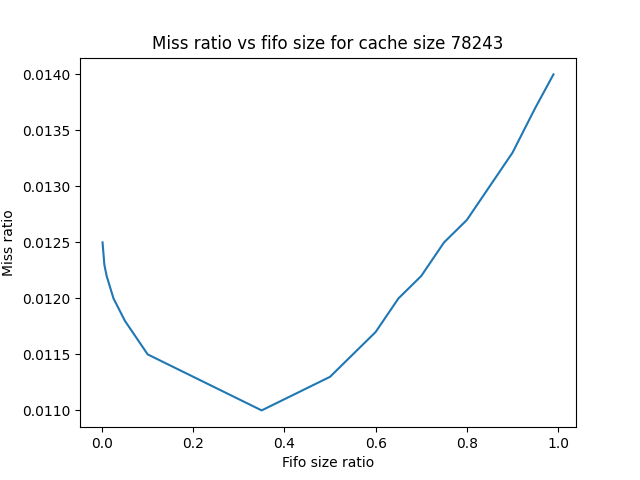 Miss ratio vs fifo size for cache size 78243
0.0140
0.0135
0.0130
0.0125
0.0120
0.0115
0.0110
Miss ratio
0.0 0.2 0.4 0.6 0.8 1.0
Fifo size ratio